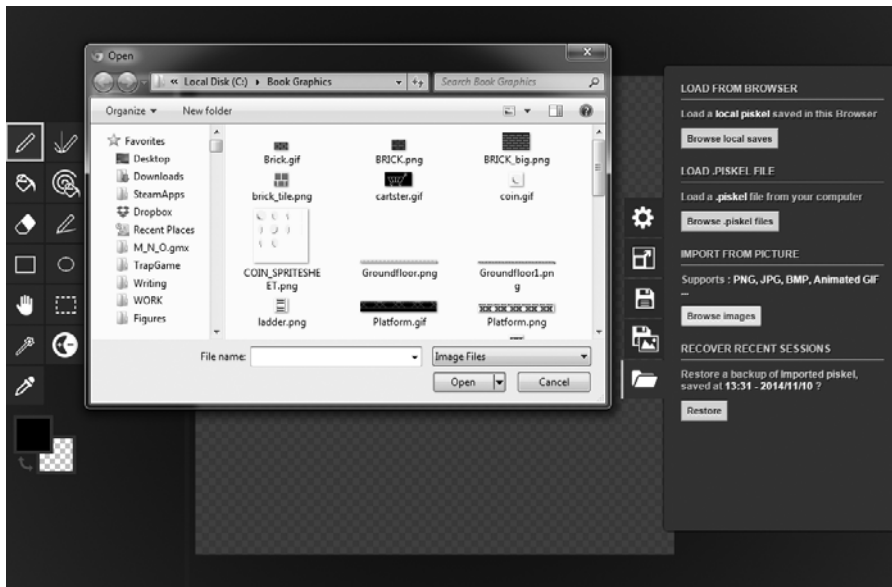 Open
Local Disk (C:)
Book Graphics
Search Book Graphics
Organize
New folder
Favorites
Desktop
Downloads
SteamApps
Dropbox
Recent Places
M_N_O.gmx
TrapGame
Writing
WORK
Figures
Brick.gif
BRICK.png
BRICK_big.png
brick_tile.png
cartster.gif
coin.gif
COIN_SPRITESHE
ET.png
Groundfloor.png
Groundfloor1.pn
g
ladder.png
Platform.gif
Platform.png
File name:
Image Files
Open
Cancel
LOAD FROM BROWSER
Load a local piskel saved in this Browser
Browse local saves
LOAD .PISKEL FILE
Load a .piskel file from your computer
Browse .piskel files
IMPORT FROM PICTURE
Supports : PNG, JPG, BMP, Animated GIF
...
Browse images
RECOVER RECENT SESSIONS
Restore a backup of Imported piskel,
saved at 13:31 - 2014/11/10 ?
Restore